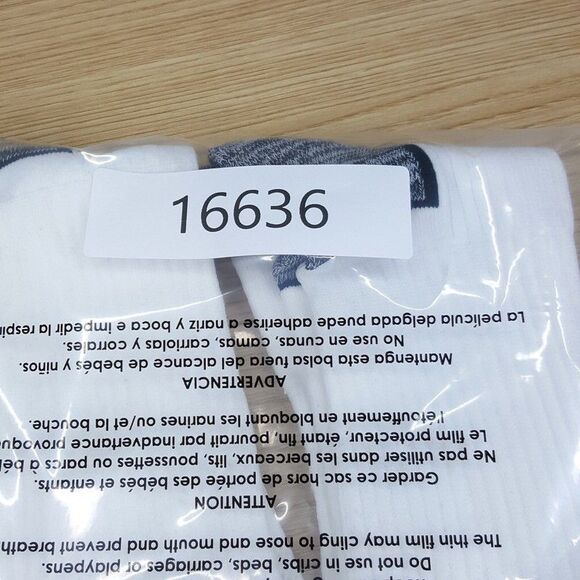 16636
Do not use in cribs, beds, carriages or playpens.
The thin film may cling to nose and mouth and prevent breath
ATTENTION
Garder ce sac hors de portée des bébés et enfants.
Ne pas utiliser dans les berceaux, lits, poussettes ou parcs à bé
Le film protecteur, étant fin, pourrait par inadvertance provoque
l'étouffement en bloquant les narines ou/et la bouche.
ADVERTENCIA
Mantenga esta bolsa fuera del alcance de bebés y niños.
No use en cunas, camas, carriolas y corrales.
La película delgada puede adherirse a nariz y boca e impedir la respi